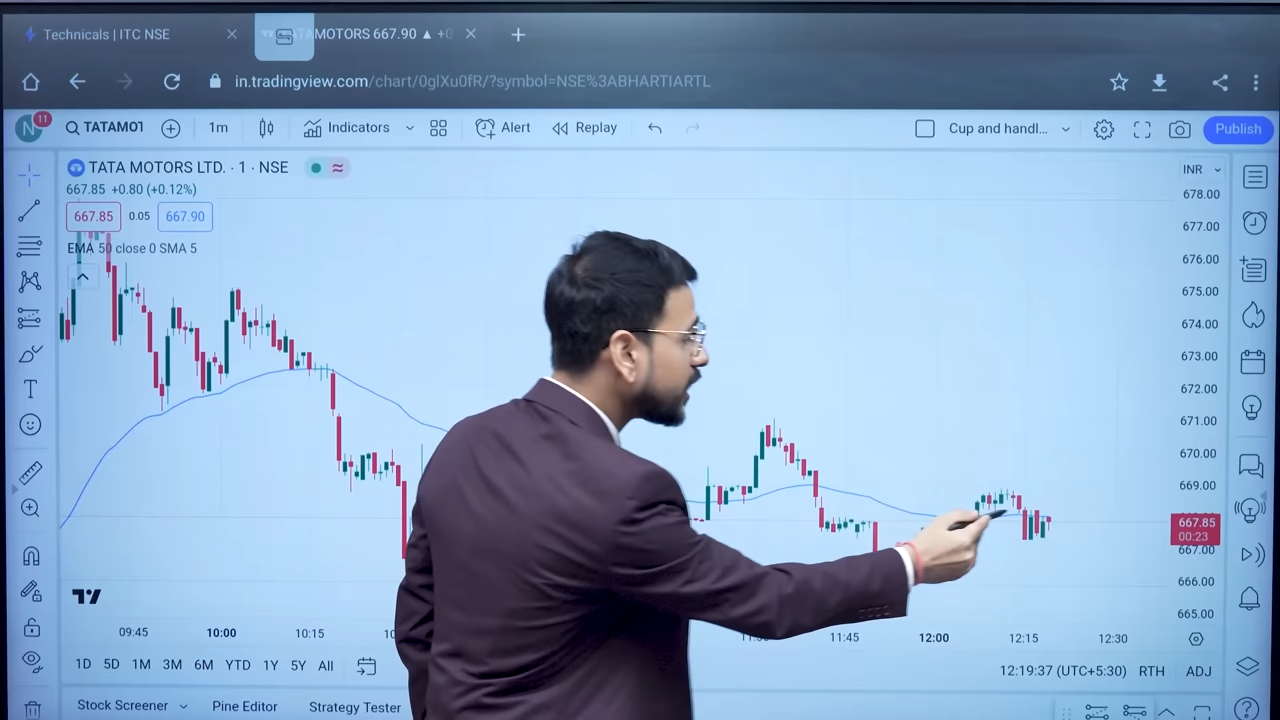 Technicals | ITC NSE
TATAMOTORS 667.90 ▲ +0
in.tradingview.com/chart/0glXu0fR/?symbol=NSE%3ABHARTIARTL
N 11 TATAMOT 1m Indicators Alert Replay Cup and handl... Publish
TATA MOTORS LTD. · 1 · NSE
INR
667.85 +0.80 (+0.12%)
667.85 0.05 667.90
EMA 50 close 0 SMA 5
678.00
677.00
676.00
675.00
674.00
673.00
672.00
671.00
670.00
669.00
667.85
00:23
667.00
666.00
665.00
09:45 10:00 10:15 11:45 12:00 12:15 12:30
1D 5D 1M 3M 6M YTD 1Y 5Y All
12:19:37 (UTC+5:30) RTH ADJ
Stock Screener Pine Editor Strategy Tester